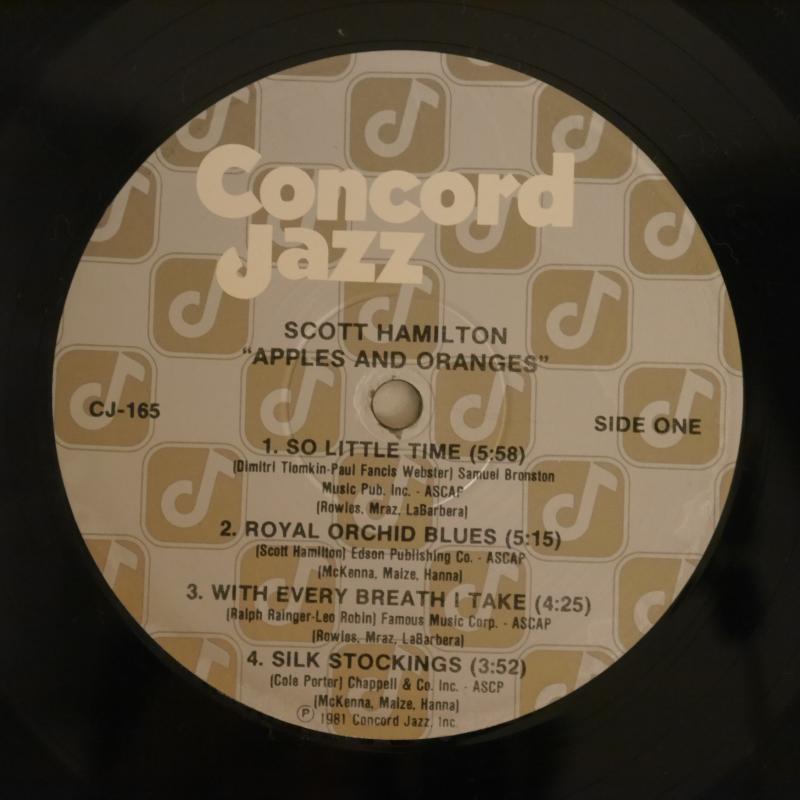 Concord
Jazz
SCOTT HAMILTON
"APPLES AND ORANGES"
CJ-165
SIDE ONE
1. SO LITTLE TIME (5:58)
(Dimitri Tiomkin-Paul Fancis Webster) Samuel Bronston
Music Pub. Inc. - ASCAP
(Rowles, Mraz, LaBarbera)
2. ROYAL ORCHID BLUES (5:15)
(Scott Hamilton) Edson Publishing Co. - ASCAP
(McKenna, Maize, Hanna)
3. WITH EVERY BREATH I TAKE (4:25)
(Ralph Rainger-Leo Robin) Famous Music Corp. - ASCAP
(Rowles, Mraz, LaBarbera)
4. SILK STOCKINGS (3:52)
(Cole Porter) Chappell & Co. Inc. - ASCP
(McKenna, Maize, Hanna)
℗ 1981 Concord Jazz, Inc.